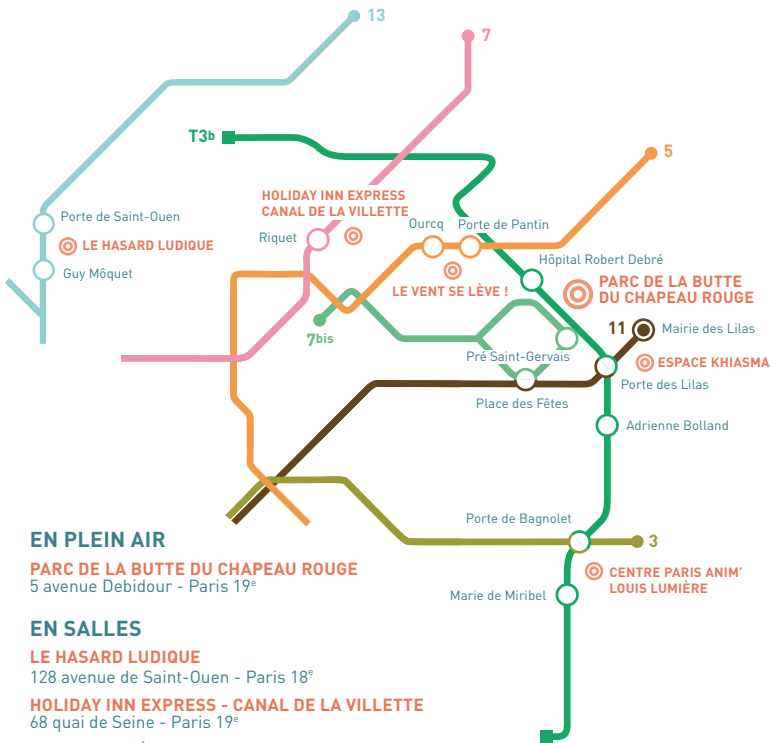 13
7
T3b
5
HOLIDAY INN EXPRESS
CANAL DE LA VILLETTE
Porte de Saint-Ouen
Ourcq
Porte de Pantin
Riquet
LE HASARD LUDIQUE
Guy Môquet
Hôpital Robert Debré
PARC DE LA BUTTE
DU CHAPEAU ROUGE
LE VENT SE LÈVE !
7bis
11
Mairie des Lilas
Pré Saint-Gervais
ESPACE KHIASMA
Porte des Lilas
Place des Fêtes
Adrienne Bolland
Porte de Bagnolet
3
CENTRE PARIS ANIM'
LOUIS LUMIÈRE
Marie de Miribel
EN PLEIN AIR
PARC DE LA BUTTE DU CHAPEAU ROUGE
5 avenue Debidour - Paris 19e
EN SALLES
LE HASARD LUDIQUE
128 avenue de Saint-Ouen - Paris 18e
HOLIDAY INN EXPRESS - CANAL DE LA VILLETTE
68 quai de Seine - Paris 19e